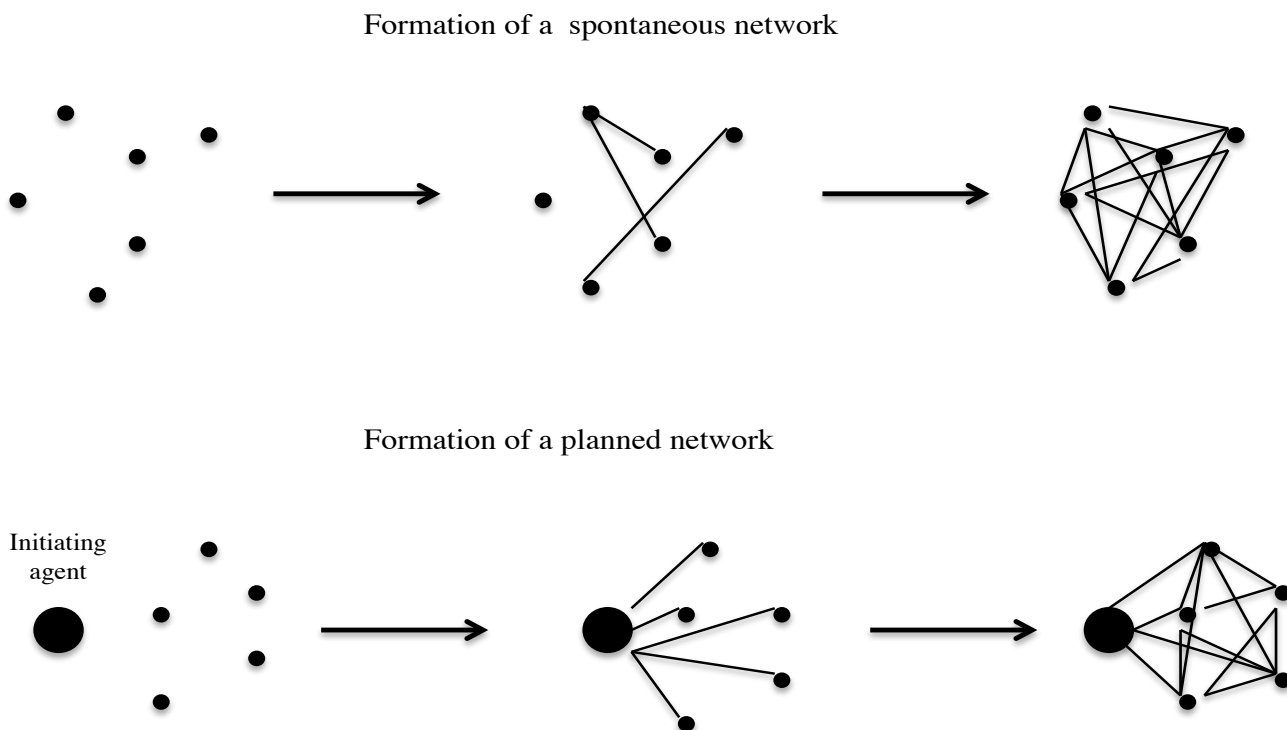 Formation of a  spontaneous network
Formation of a planned network
Initiating
agent